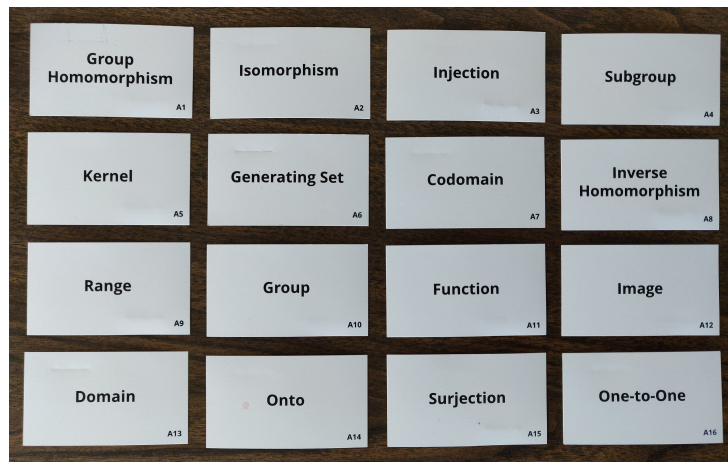 Group
Homomorphism
A1
Isomorphism
A2
Injection
A3
Subgroup
A4
Kernel
A5
Generating Set
A6
Codomain
A7
Inverse
Homomorphism
A8
Range
A9
Group
A10
Function
A11
Image
A12
Domain
A13
Onto
A14
Surjection
A15
One-to-One
A16